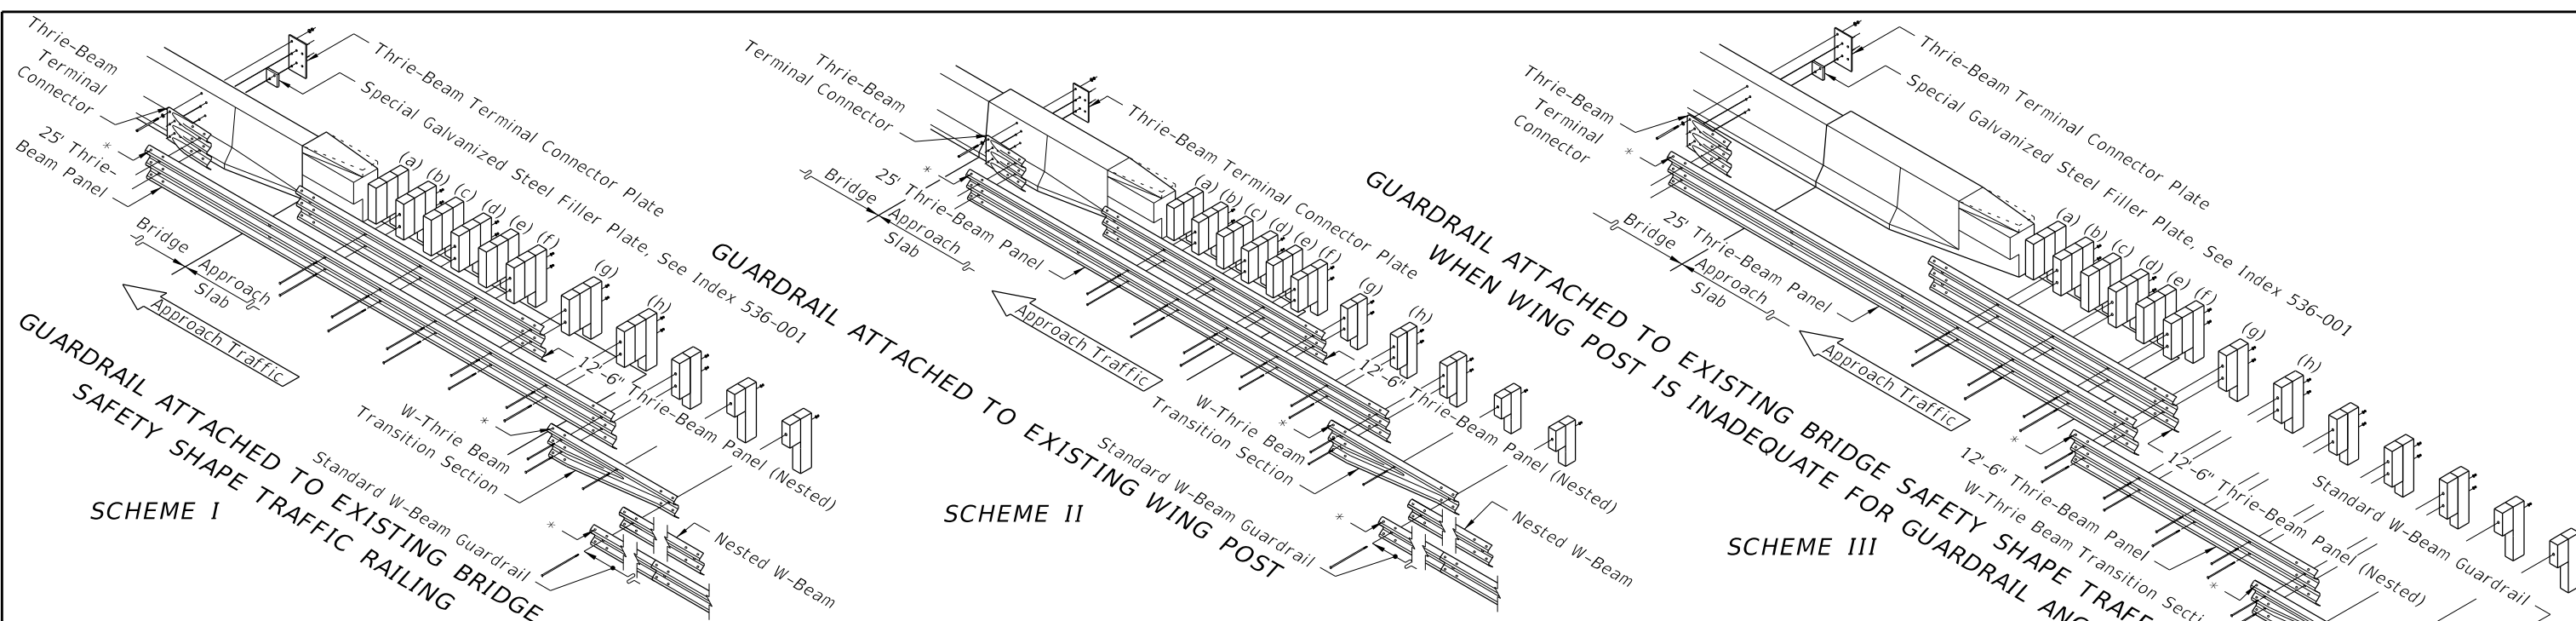 Thrie-Beam
Terminal
Connector
Thrie-Beam Terminal Connector Plate
Special Galvanized Steel Filler Plate, See Index 536-001
25' Thrie-
Beam Panel
*
(a)
(b)
(c)
(d)
(e)
(f)
(g)
(h)
Bridge
Approach
Slab
Approach Traffic
12'-6" Thrie-Beam Panel (Nested)
*
W-Thrie Beam
Transition Section
Standard W-Beam Guardrail
*
Nested W-Beam
GUARDRAIL ATTACHED TO EXISTING BRIDGE
SAFETY SHAPE TRAFFIC RAILING
SCHEME I
Thrie-Beam
Terminal Connector
Thrie-Beam Terminal Connector Plate
*
25' Thrie-Beam Panel
(a)
(b)
(c)
(d)
(e)
(f)
(g)
(h)
Bridge
Approach
Slab
Approach Traffic
12'-6" Thrie-Beam Panel (Nested)
*
W-Thrie Beam
Transition Section
Standard W-Beam Guardrail
*
Nested W-Beam
GUARDRAIL ATTACHED TO EXISTING WING POST
SCHEME II
Thrie-Beam
Terminal
Connector
Thrie-Beam Terminal Connector Plate
Special Galvanized Steel Filler Plate, See Index 536-001
*
25' Thrie-Beam Panel
(a)
(b)
(c)
(d)
(e)
(f)
(g)
(h)
Bridge
Approach
Slab
Approach Traffic
*
12'-6" Thrie-Beam Panel
12'-6" Thrie-Beam Panel (Nested)
W-Thrie Beam Transition Secti
*
Standard W-Beam Guardrail
GUARDRAIL ATTACHED TO EXISTING BRIDGE SAFETY SHAPE TRAFF
WHEN WING POST IS INADEQUATE FOR GUARDRAIL ANC
SCHEME III